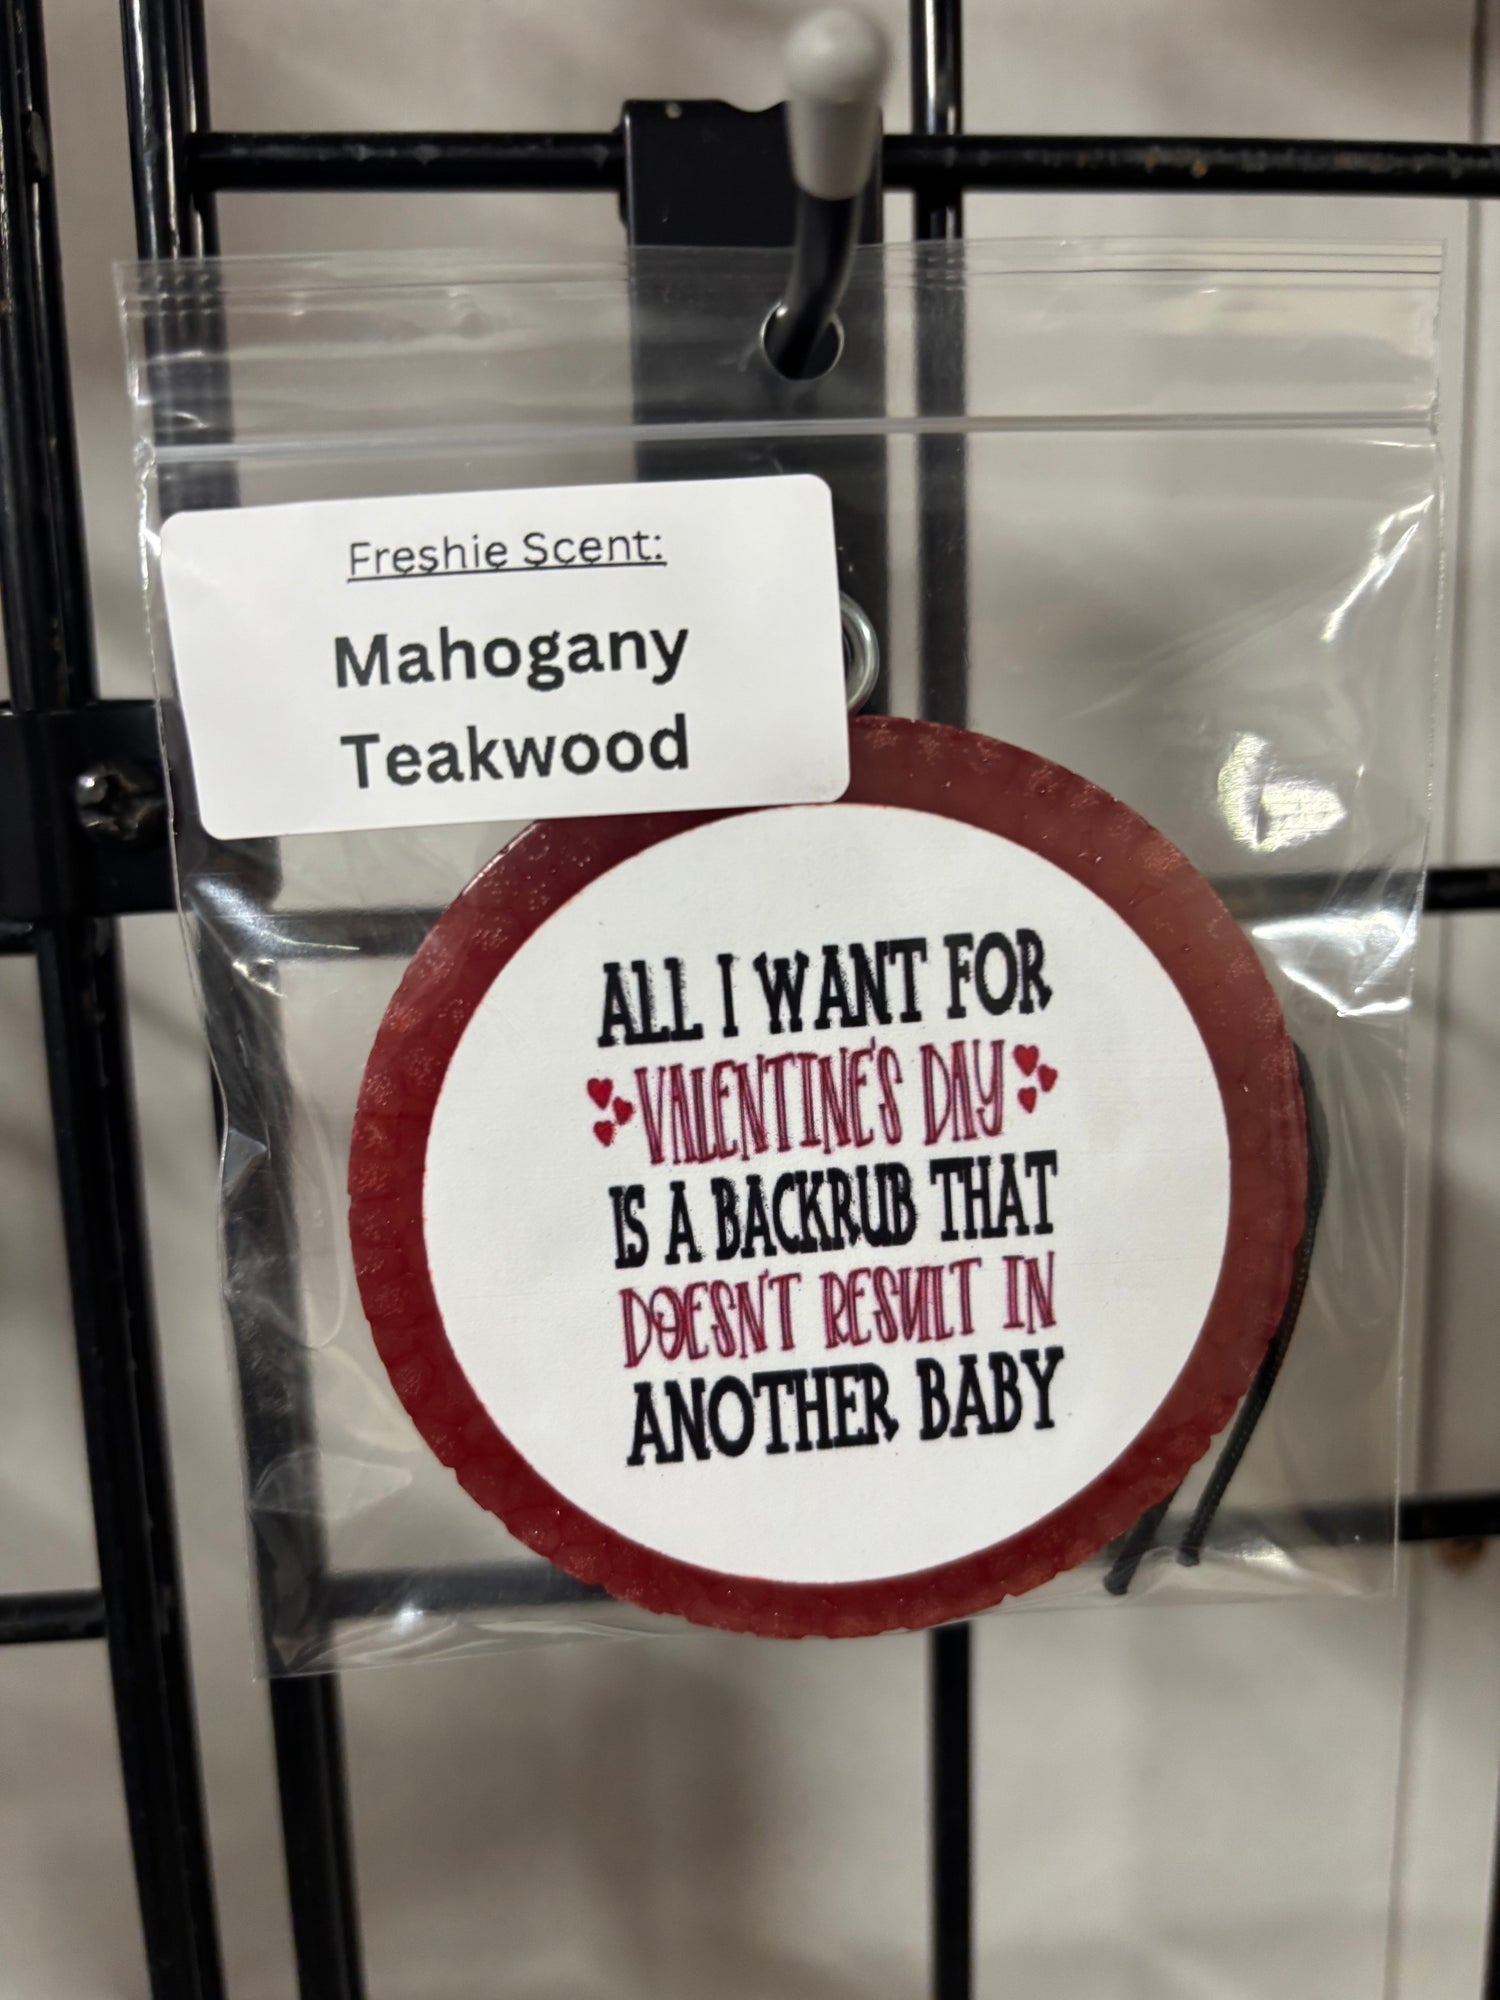 Freshie Scent:
Mahogany
Teakwood
ALL I WANT FOR
VALENTINE'S DAY
IS A BACKRUB THAT
DOESN'T RESULT IN
ANOTHER BABY